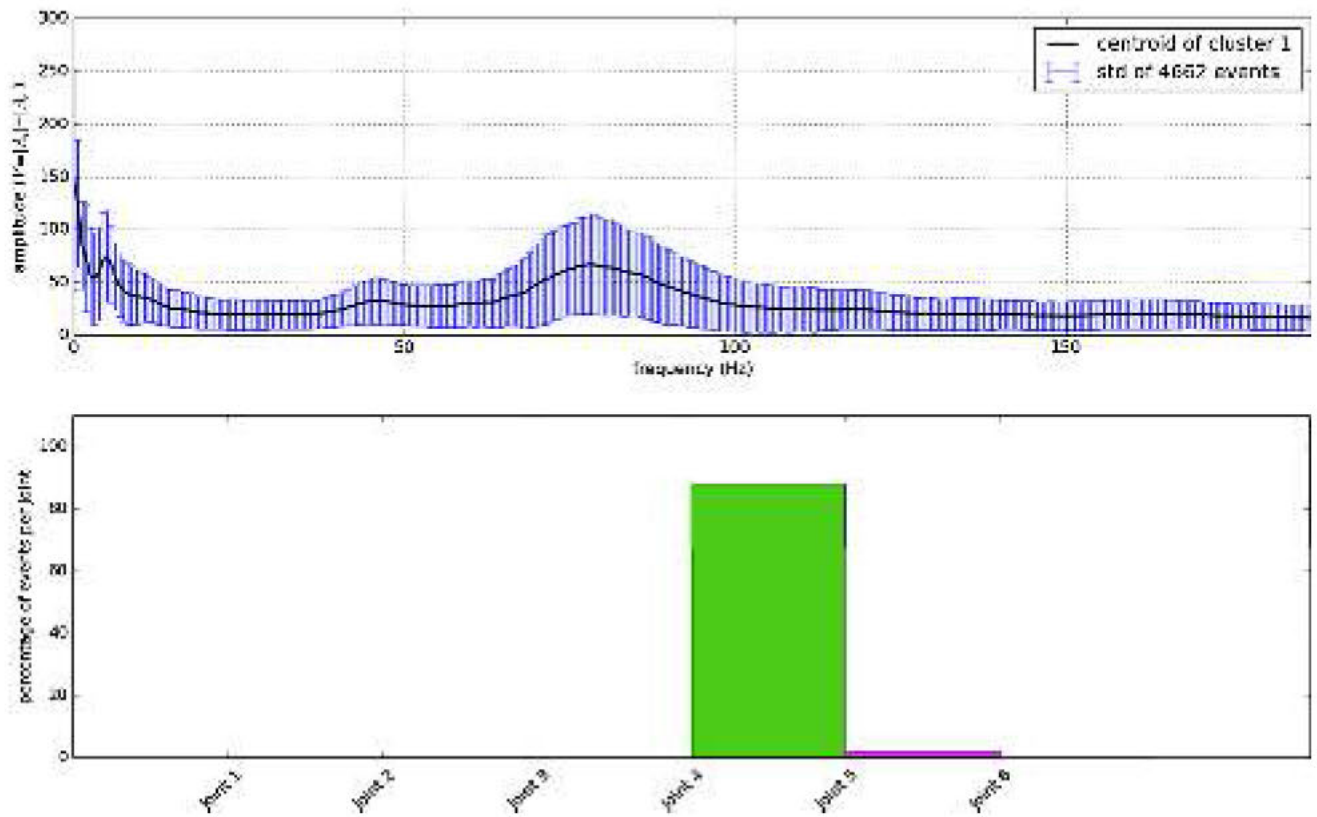 300
250
200
150
100
50
0
centroid of cluster 1
std of 4662 events
amplitude
0 50 100 150
frequency (Hz)
100
80
60
40
20
0
percentage of events per joint
Joint 1 Joint 2 Joint 3 Joint 4 Joint 5 Joint 6